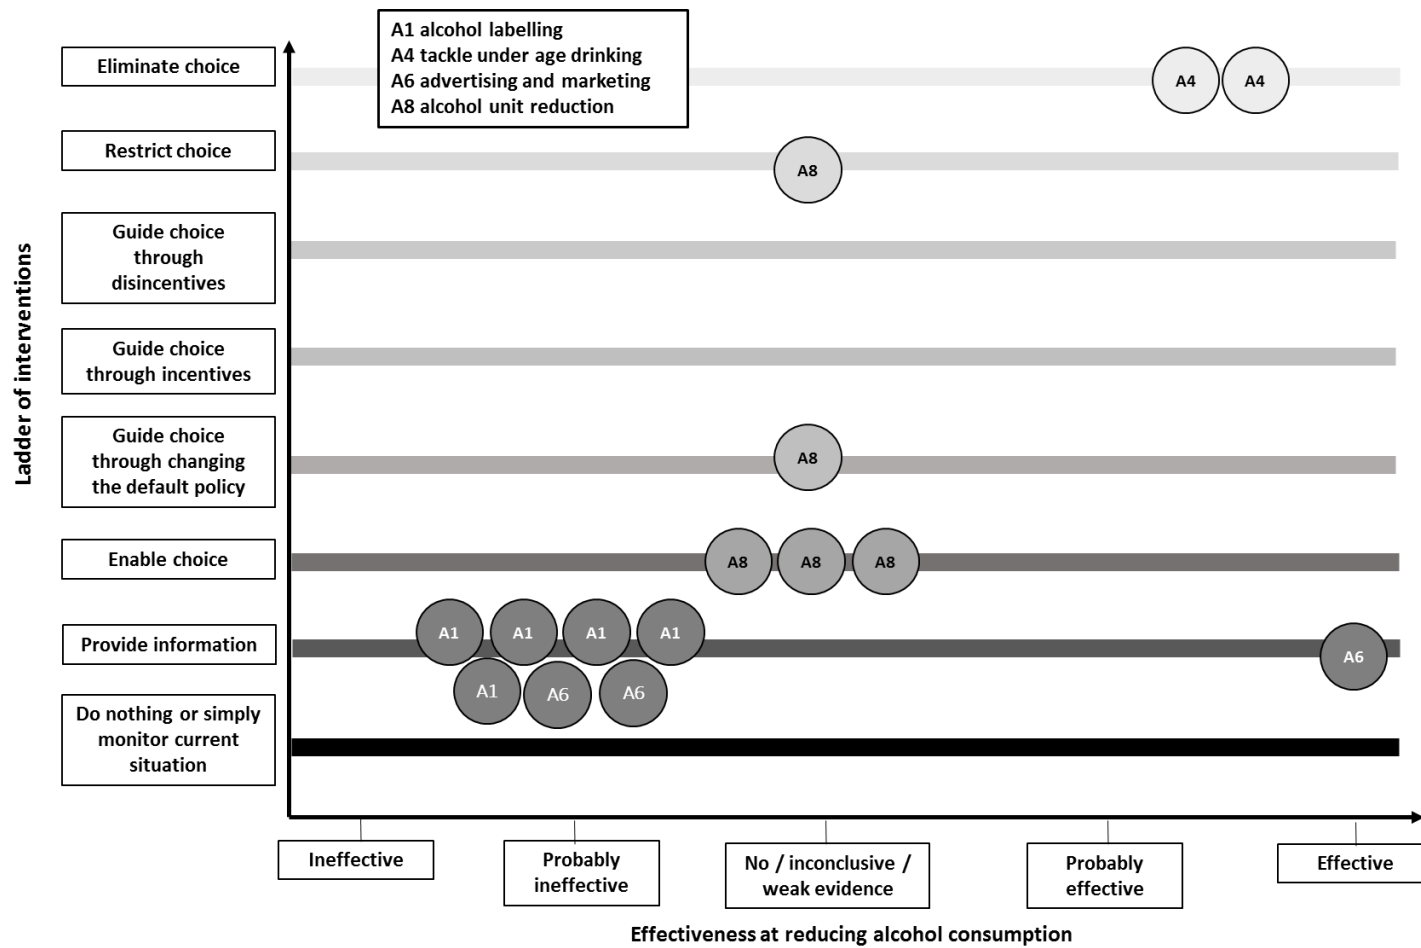 A1 alcohol labelling
A4 tackle under age drinking
A6 advertising and marketing
A8 alcohol unit reduction
Ladder of interventions
Eliminate choice
A4 A4
Restrict choice
A8
Guide choice
through
disincentives
Guide choice
through incentives
Guide choice
through changing
the default policy
A8
Enable choice
A8 A8 A8
Provide information
A1 A1 A1 A1
A6
A1 A6 A6
Do nothing or simply
monitor current
situation
Ineffective
Probably
ineffective
No / inconclusive /
weak evidence
Probably
effective
Effective
Effectiveness at reducing alcohol consumption